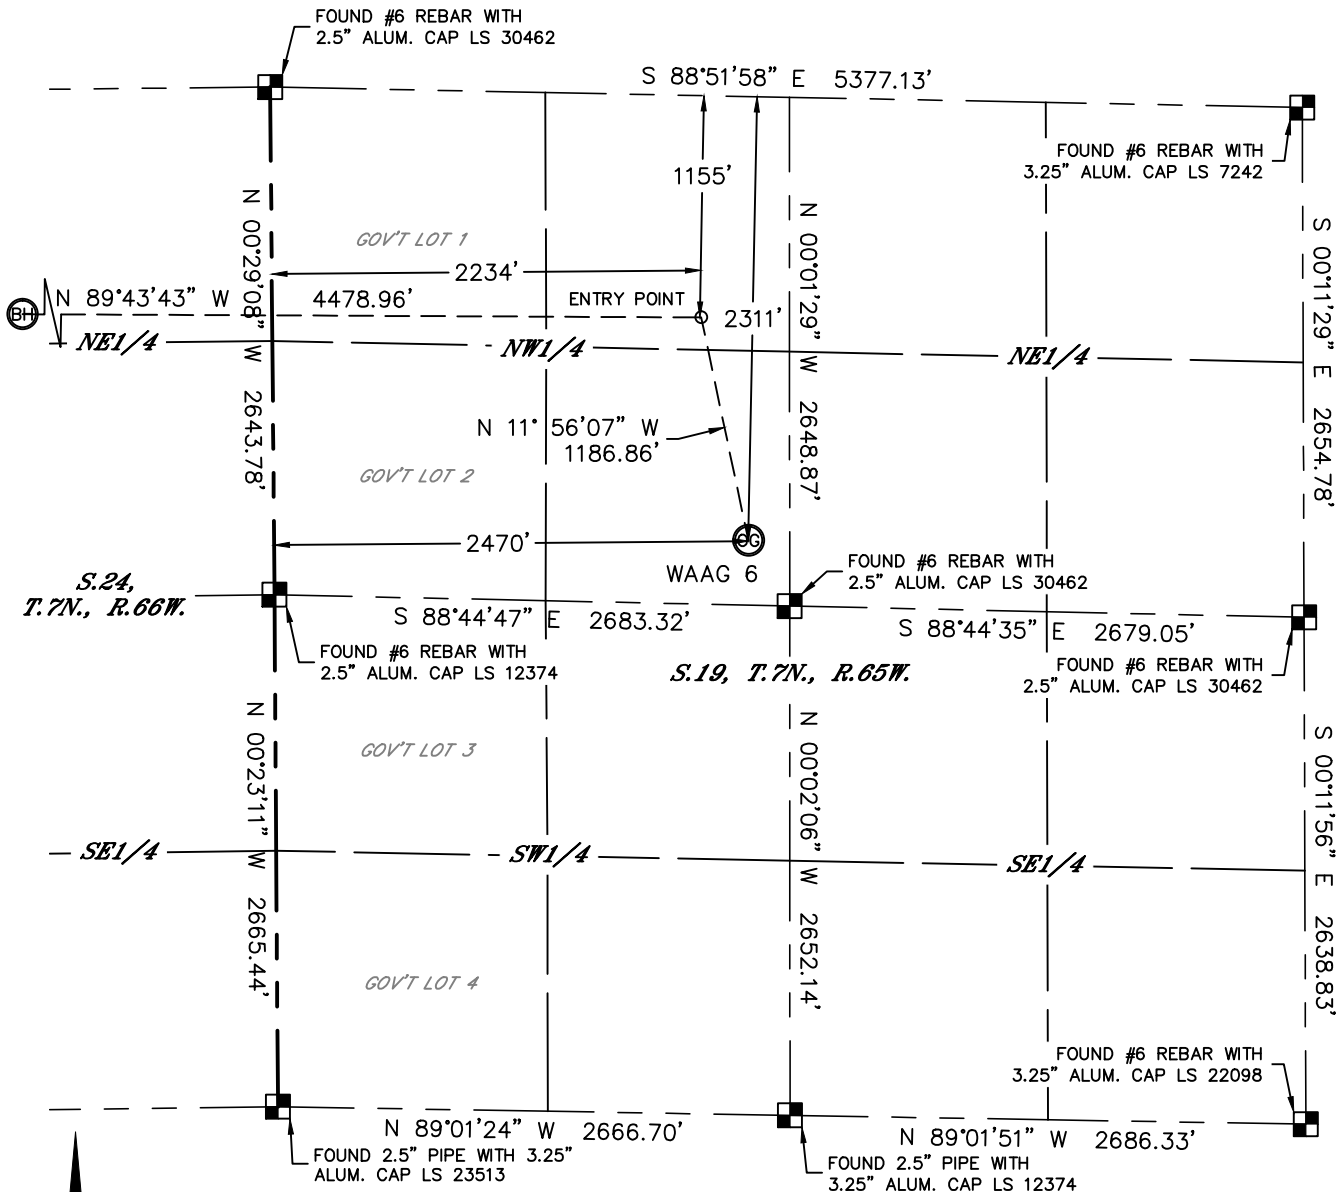 FOUND #6 REBAR WITH
2.5" ALUM. CAP LS 30462
S 88°51'58" E 5377.13'
FOUND #6 REBAR WITH
3.25" ALUM. CAP LS 7242
1155'
N 00°29'08" W 2643.78'
N 00°01'29" W 2648.87'
S 00°11'29" E 2654.78'
GOV'T LOT 1
2234'
BH
N 89°43'43" W 4478.96'
ENTRY POINT
2311'
NE1/4
NW1/4
NE1/4
N 11° 56'07" W
1186.86'
GOV'T LOT 2
2470'
OG
WAAG 6
FOUND #6 REBAR WITH
2.5" ALUM. CAP LS 30462
S.24,
T.7N., R.66W.
S 88°44'47" E 2683.32'
S 88°44'35" E 2679.05'
FOUND #6 REBAR WITH
2.5" ALUM. CAP LS 12374
S.19, T.7N., R.65W.
FOUND #6 REBAR WITH
2.5" ALUM. CAP LS 30462
N 00°23'11" W 2665.44'
N 00°02'06" W 2652.14'
S 00°11'56" E 2638.83'
GOV'T LOT 3
SE1/4
SW1/4
SE1/4
GOV'T LOT 4
FOUND #6 REBAR WITH
3.25" ALUM. CAP LS 22098
N 89°01'24" W 2666.70'
N 89°01'51" W 2686.33'
FOUND 2.5" PIPE WITH 3.25"
ALUM. CAP LS 23513
FOUND 2.5" PIPE WITH
3.25" ALUM. CAP LS 12374